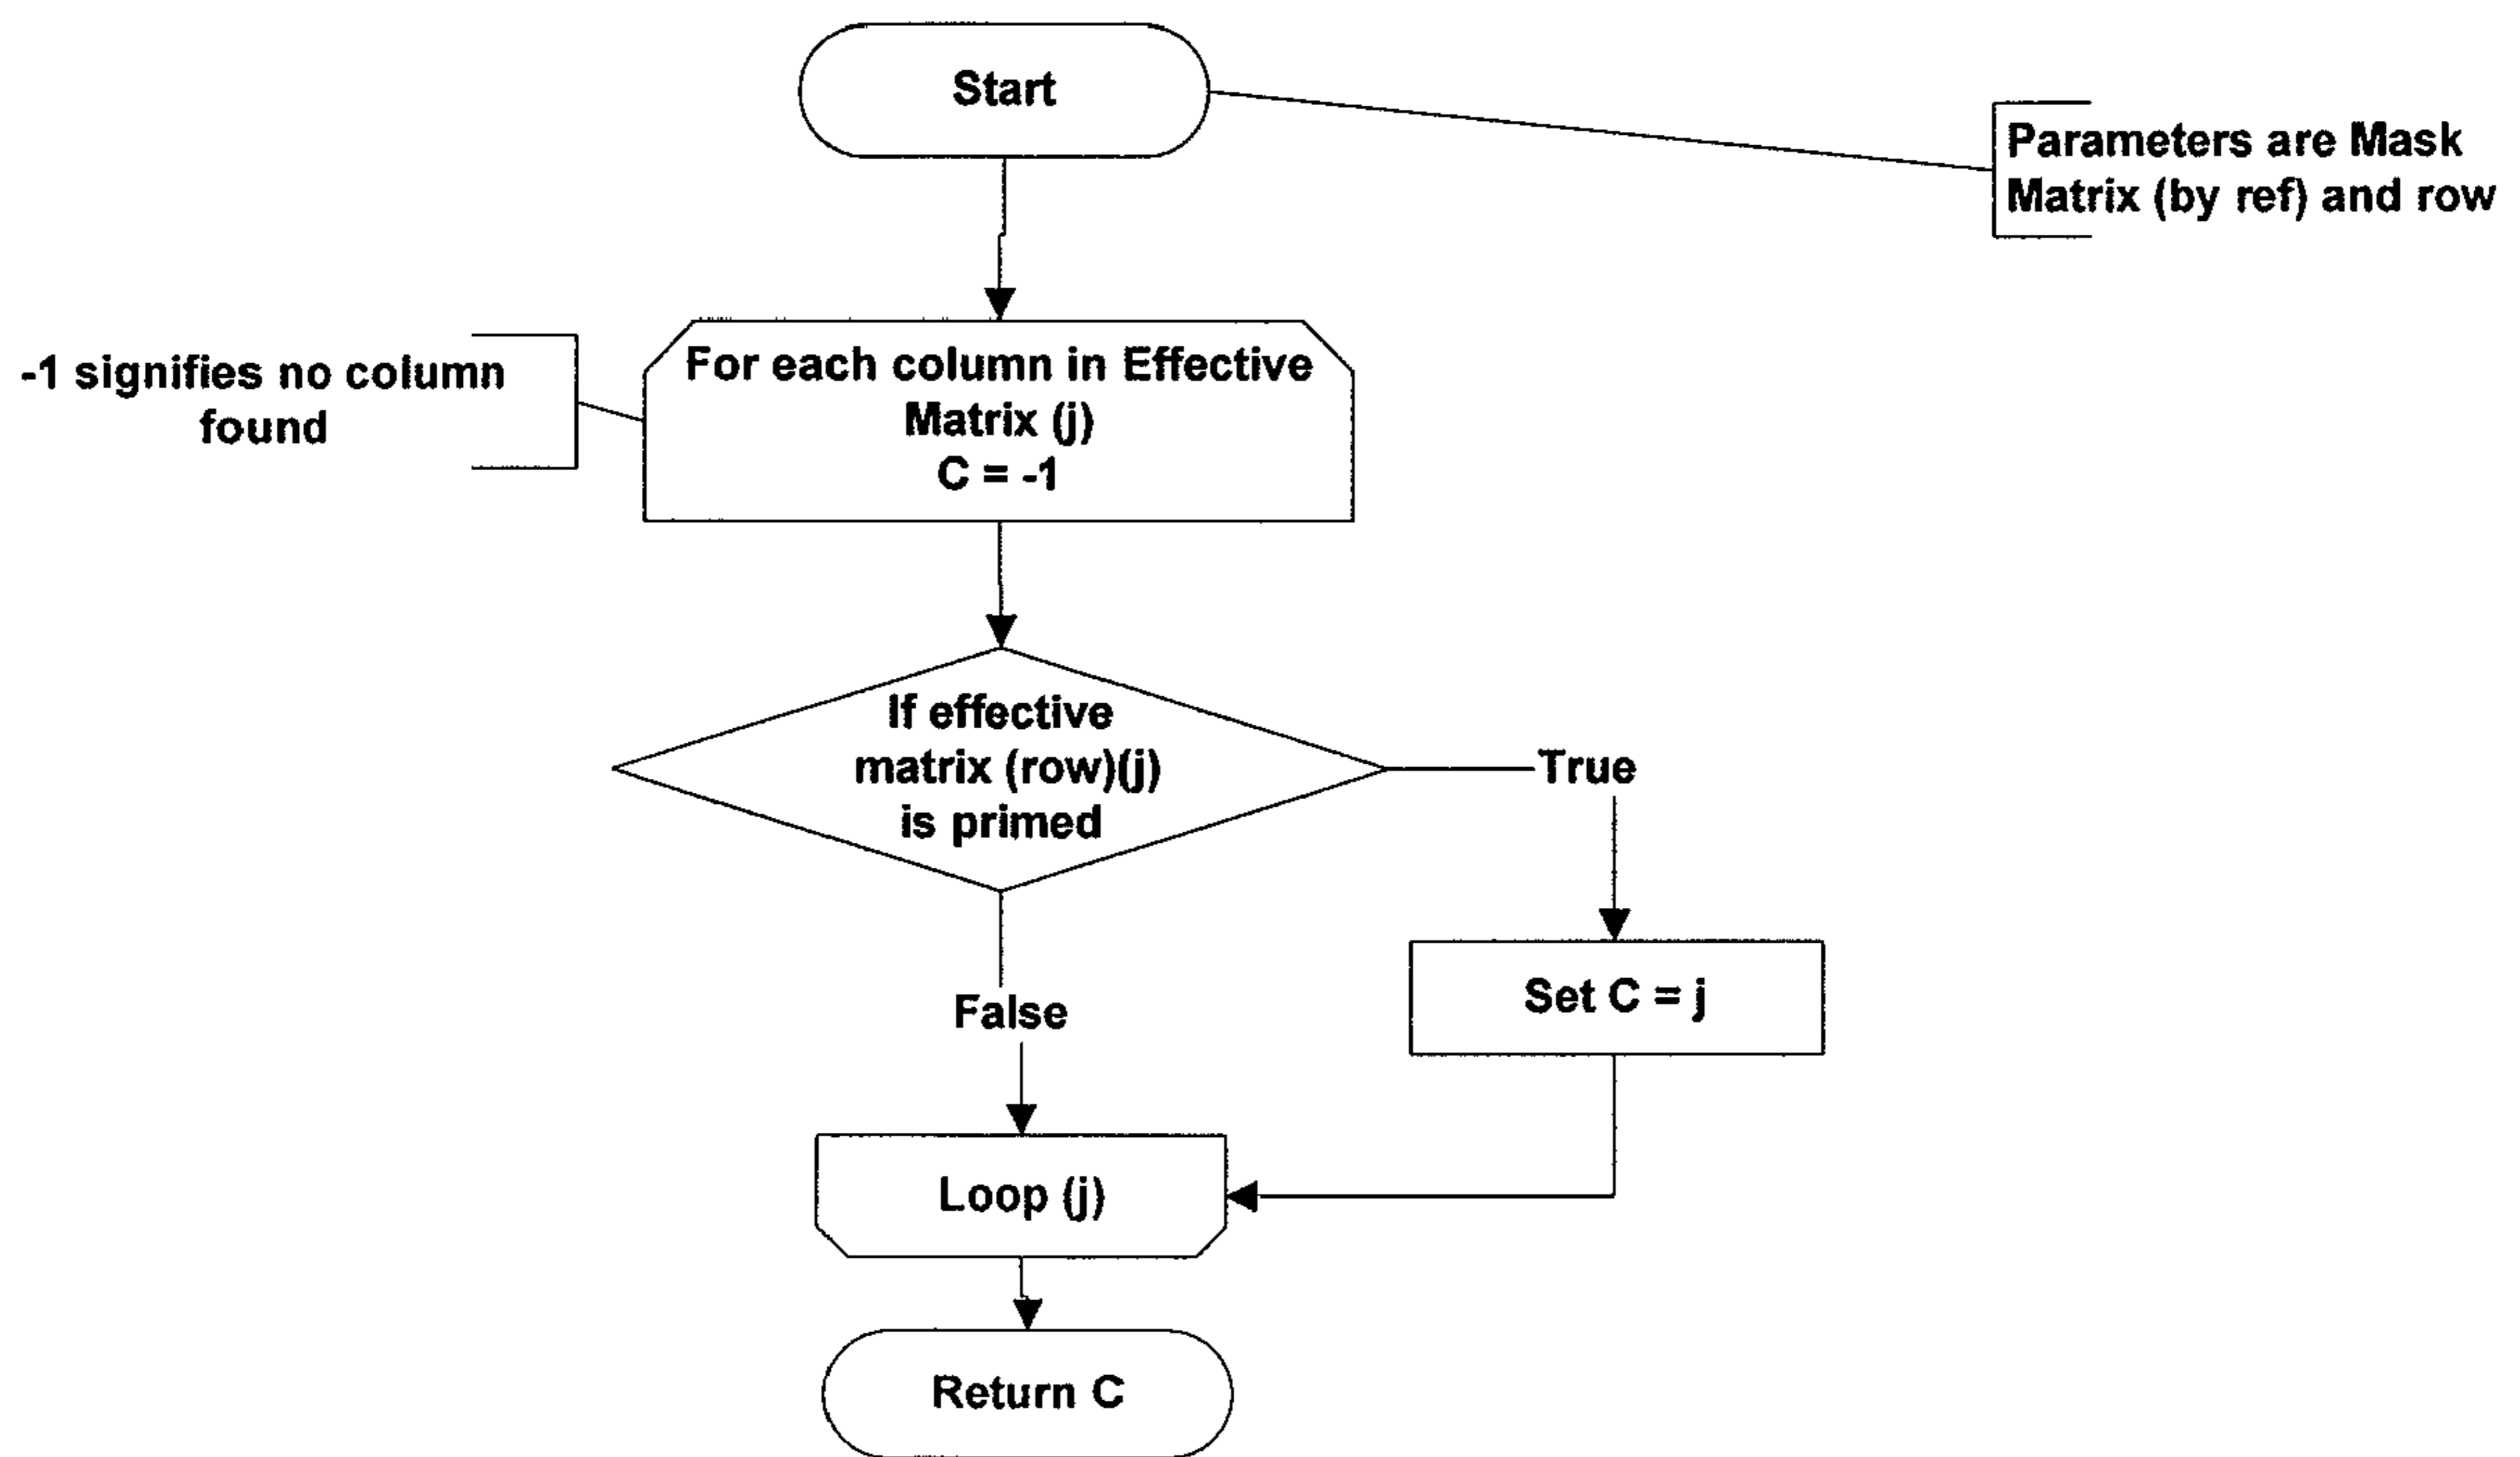 Start
Parameters are Mask
Matrix (by ref) and row
-1 signifies no column
found
For each column in Effective
Matrix (j)
C = -1
If effective
matrix (row)(j)
is primed
True
False
Set C = j
Loop (j)
Return C